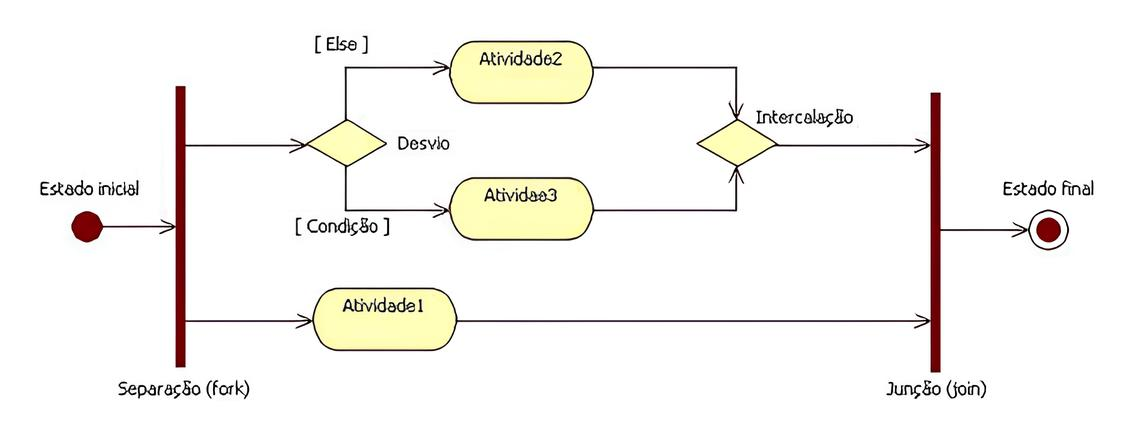 [ Else ]
Atividade2
Intercalação
Desvio
Estado inicial
Atividae3
Estado final
[ Condição ]
Atividade1
Separação (fork)
Junção (join)